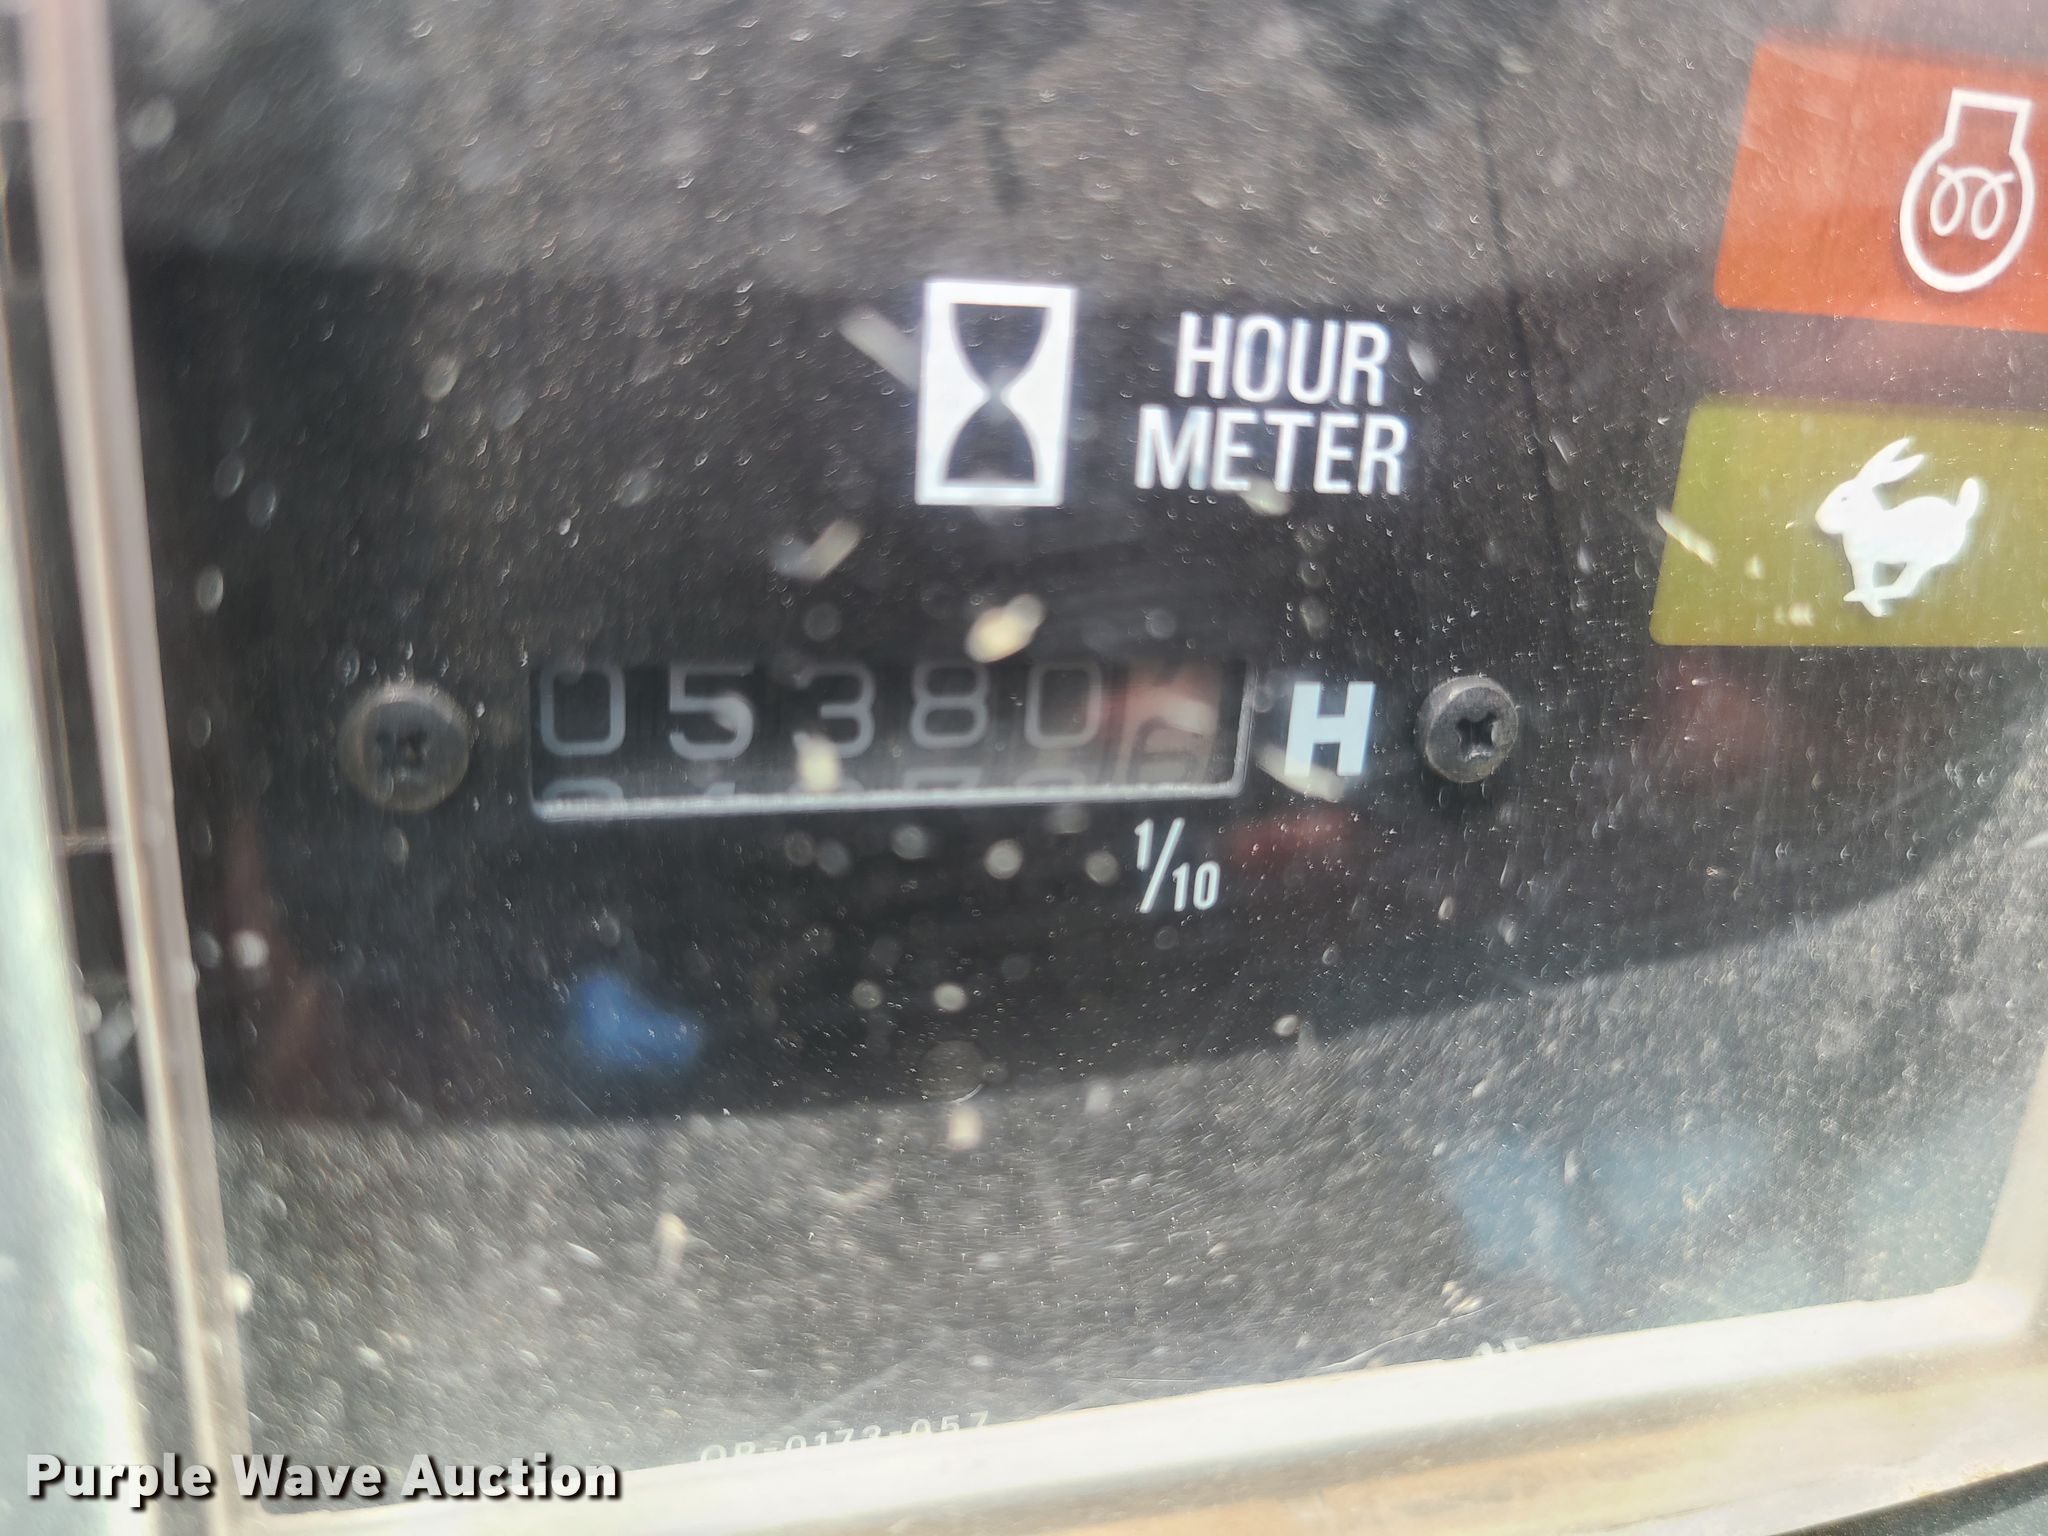 HOUR
METER
05380
H
1/10
Purple Wave Auction